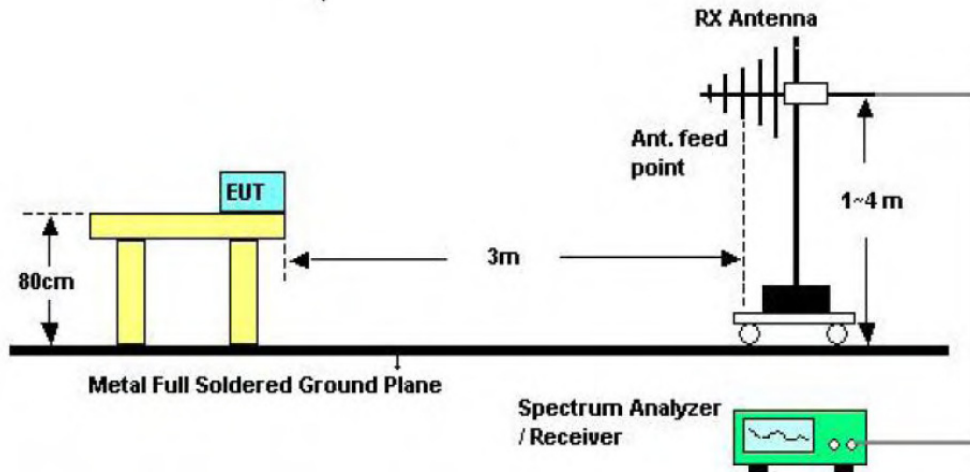 RX Antenna
Ant. feed
point
EUT
1~4 m
3m
80cm
Metal Full Soldered Ground Plane
Spectrum Analyzer
/ Receiver